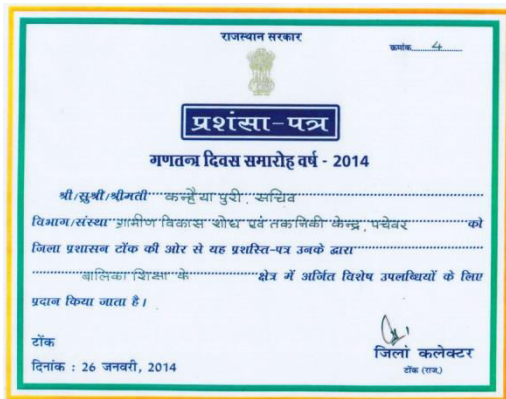 राजस्थान सरकार
क्रमांक......4......
प्रशंसा-पत्र
गणतन्त्र दिवस समारोह वर्ष - 2014
श्री/सुश्री/श्रीमती कन्हैया पुरी, सचिव
विभाग/संस्था ग्रामीण विकास शोध एवं तकनिकी केन्द्र, पचेवर को
जिला प्रशासन टोंक की ओर से यह प्रशस्ति-पत्र उनके द्वारा
बालिका शिक्षा के क्षेत्र में अर्जित विशेष उपलब्धियों के लिए
प्रदान किया जाता है।
टोंक
दिनांक : 26 जनवरी, 2014
जिला कलेक्टर
टोंक (राज.)